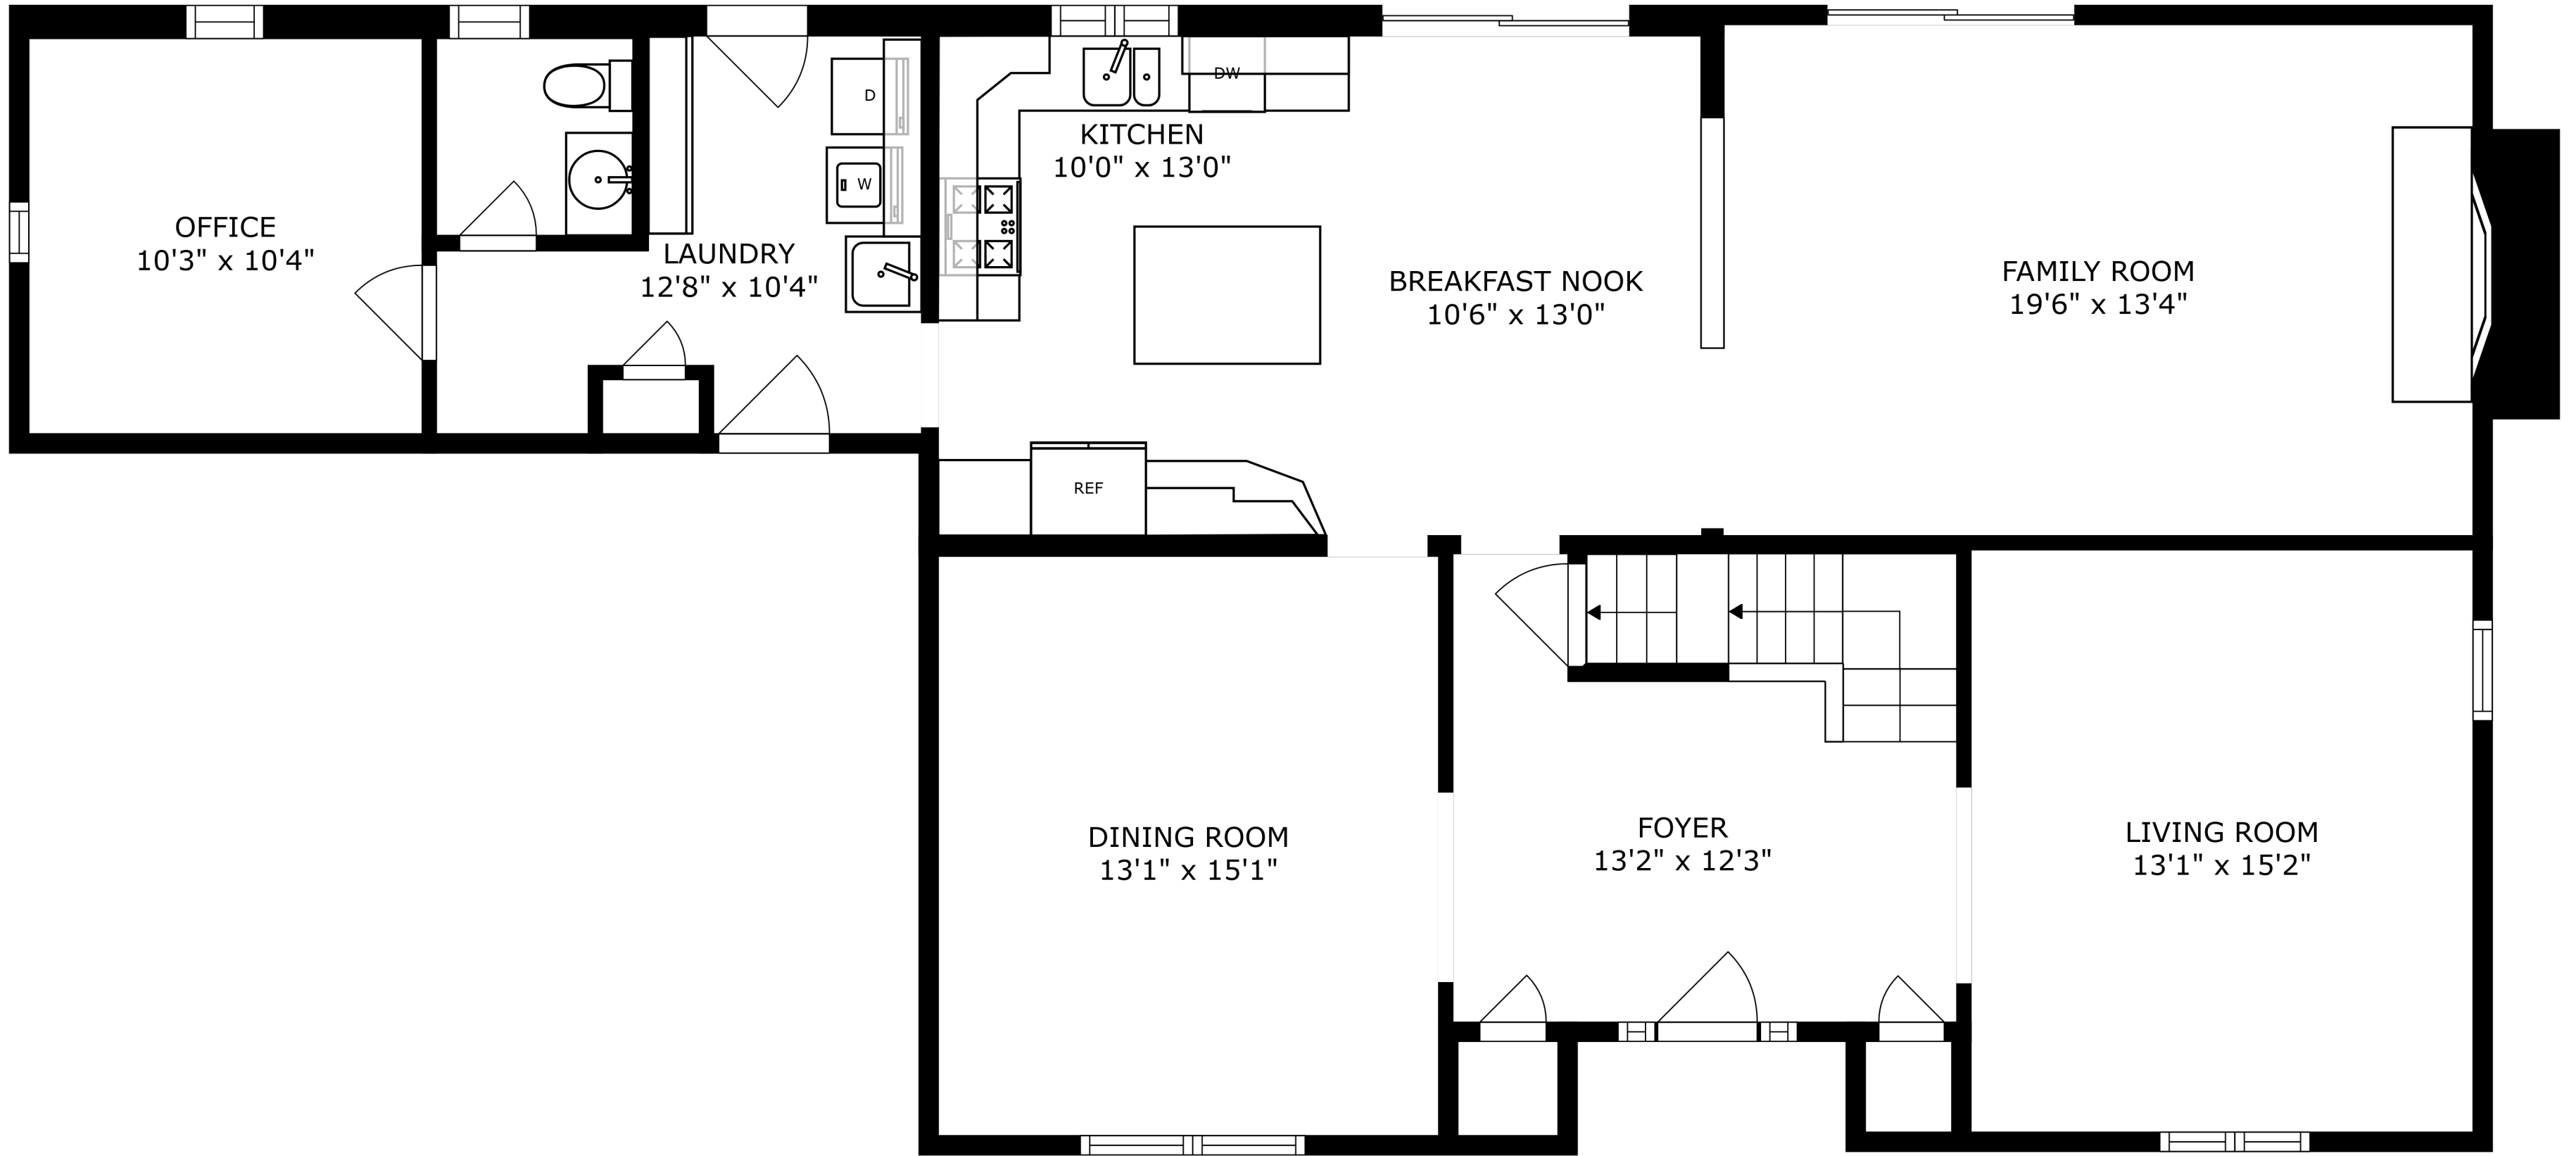 OFFICE
10'3" x 10'4"
D
W
LAUNDRY
12'8" x 10'4"
DW
KITCHEN
10'0" x 13'0"
BREAKFAST NOOK
10'6" x 13'0"
FAMILY ROOM
19'6" x 13'4"
REF
DINING ROOM
13'1" x 15'1"
FOYER
13'2" x 12'3"
LIVING ROOM
13'1" x 15'2"